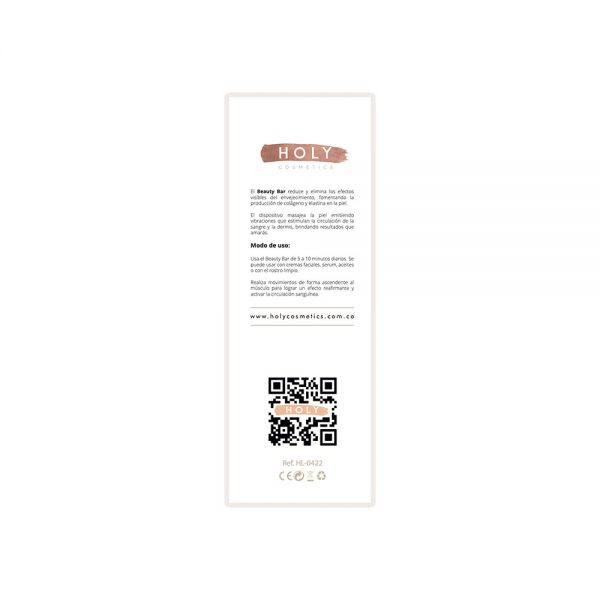 HOLY
COSMETICS
El Beauty Bar reduce y elimina los efectos
visibles del envejecimiento, fomentando la
producción de colágeno y elastina en la piel.
El dispositivo masajea la piel emitiendo
vibraciones que estimulan la circulación de la
sangre y la dermis, brindando resultados que
amarás.
Modo de uso:
Usa el Beauty Bar de 5 a 10 minutos diarios. Se
puede usar con cremas faciales, serum, aceites
o con el rostro limpio.
Realiza movimientos de forma ascendente al
músculo para lograr un efecto reafirmante y
activar la circulación sanguínea.
www.holycosmetics.com.co
HOLY
Ref. HL-0422
CE